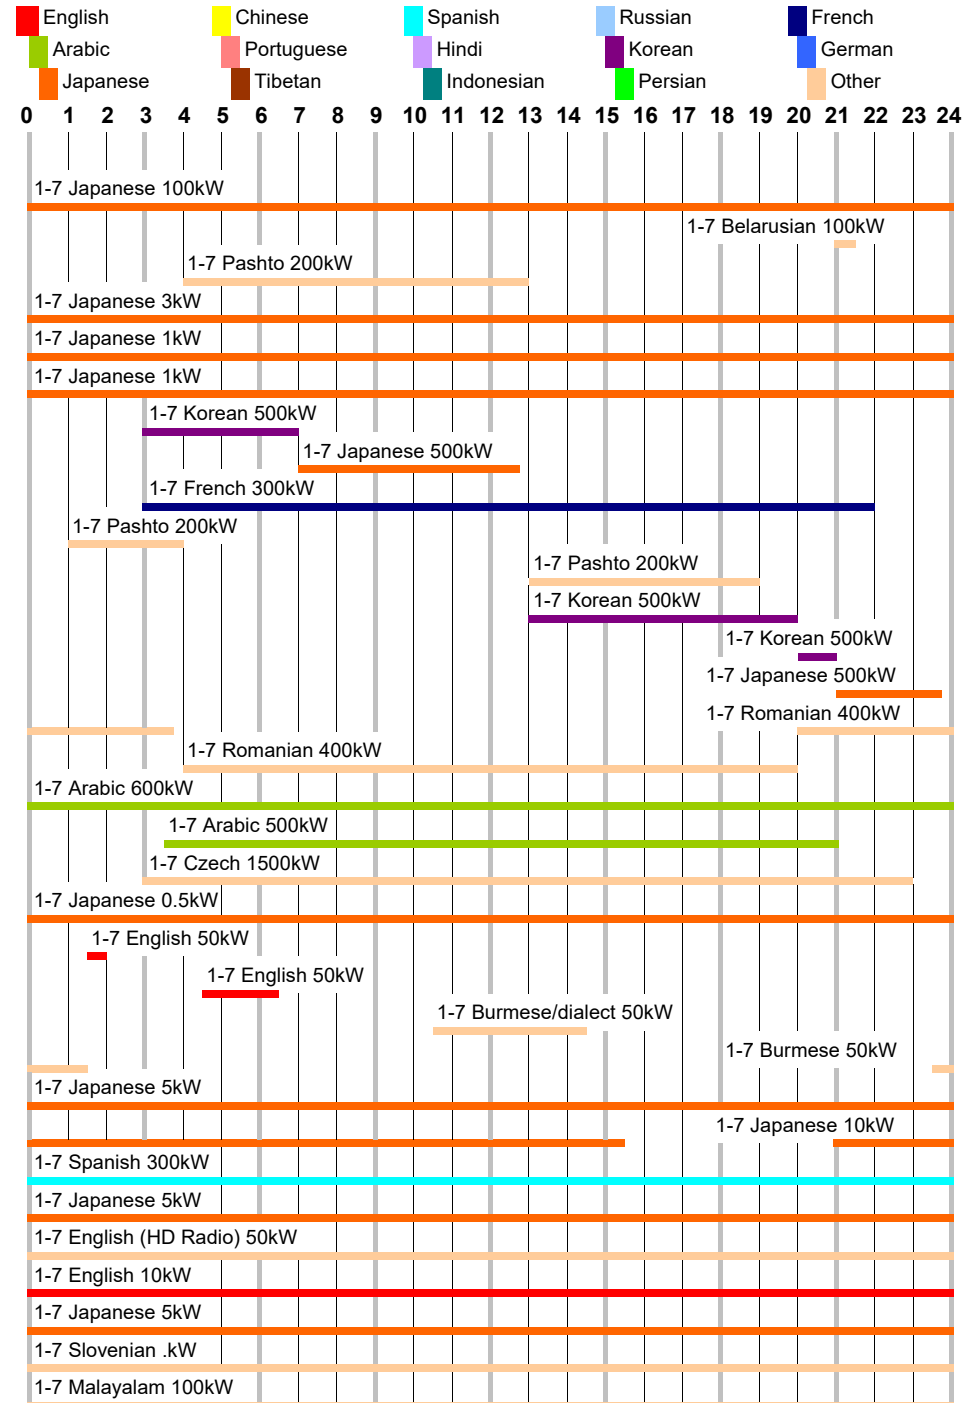 English Chinese Spanish Russian French
Arabic Portuguese Hindi Korean German
Japanese Tibetan Indonesian Persian Other
0 1 2 3 4 5 6 7 8 9 10 11 12 13 14 15 16 17 18 19 20 21 22 23 24
1-7 Japanese 100kW
1-7 Belarusian 100kW
1-7 Pashto 200kW
1-7 Japanese 3kW
1-7 Japanese 1kW
1-7 Japanese 1kW
1-7 Korean 500kW
1-7 Japanese 500kW
1-7 French 300kW
1-7 Pashto 200kW
1-7 Pashto 200kW
1-7 Korean 500kW
1-7 Korean 500kW
1-7 Japanese 500kW
1-7 Romanian 400kW
1-7 Romanian 400kW
1-7 Arabic 600kW
1-7 Arabic 500kW
1-7 Czech 1500kW
1-7 Japanese 0.5kW
1-7 English 50kW
1-7 English 50kW
1-7 Burmese/dialect 50kW
1-7 Burmese 50kW
1-7 Japanese 5kW
1-7 Japanese 10kW
1-7 Spanish 300kW
1-7 Japanese 5kW
1-7 English (HD Radio) 50kW
1-7 English 10kW
1-7 Japanese 5kW
1-7 Slovenian .kW
1-7 Malayalam 100kW